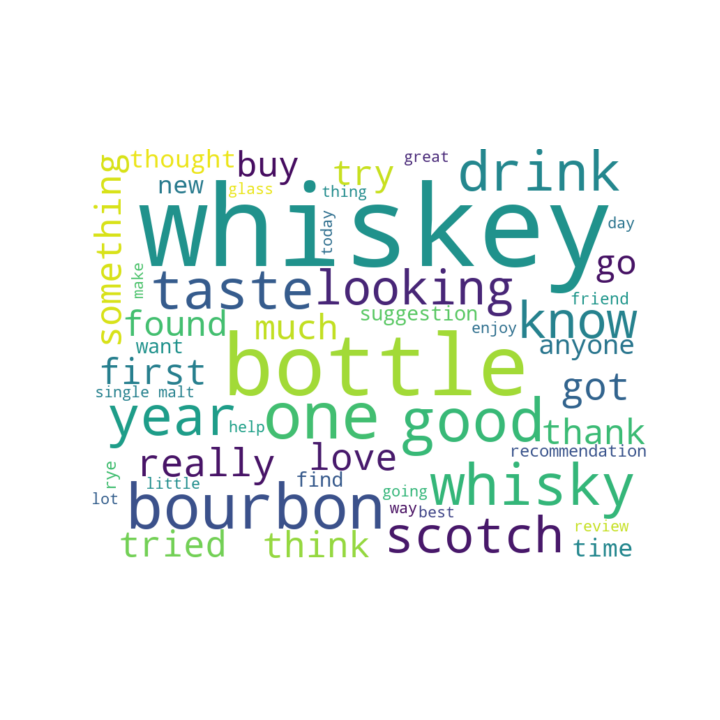 great
thought
buy
try
drink
new
glass
thing
something
whiskey
today
day
make
taste
looking
go
friend
found
much
suggestion
enjoy
know
want
anyone
first
bottle
single malt
got
year
help
one
good
thank
recommendation
really
love
rye
little
find
whisky
lot
bourbon
going
way
best
scotch
review
tried
think
time